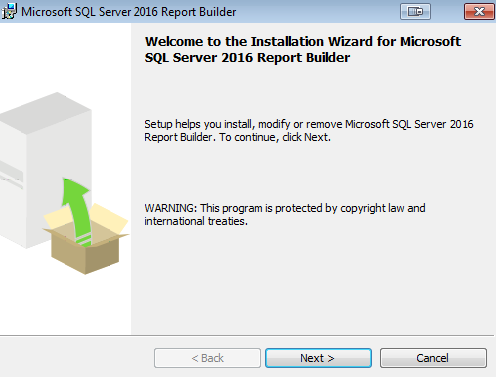 Microsoft SQL Server 2016 Report Builder
Welcome to the Installation Wizard for Microsoft
SQL Server 2016 Report Builder
Setup helps you install, modify or remove Microsoft SQL Server 2016
Report Builder. To continue, click Next.
WARNING: This program is protected by copyright law and
international treaties.
< Back
Next >
Cancel